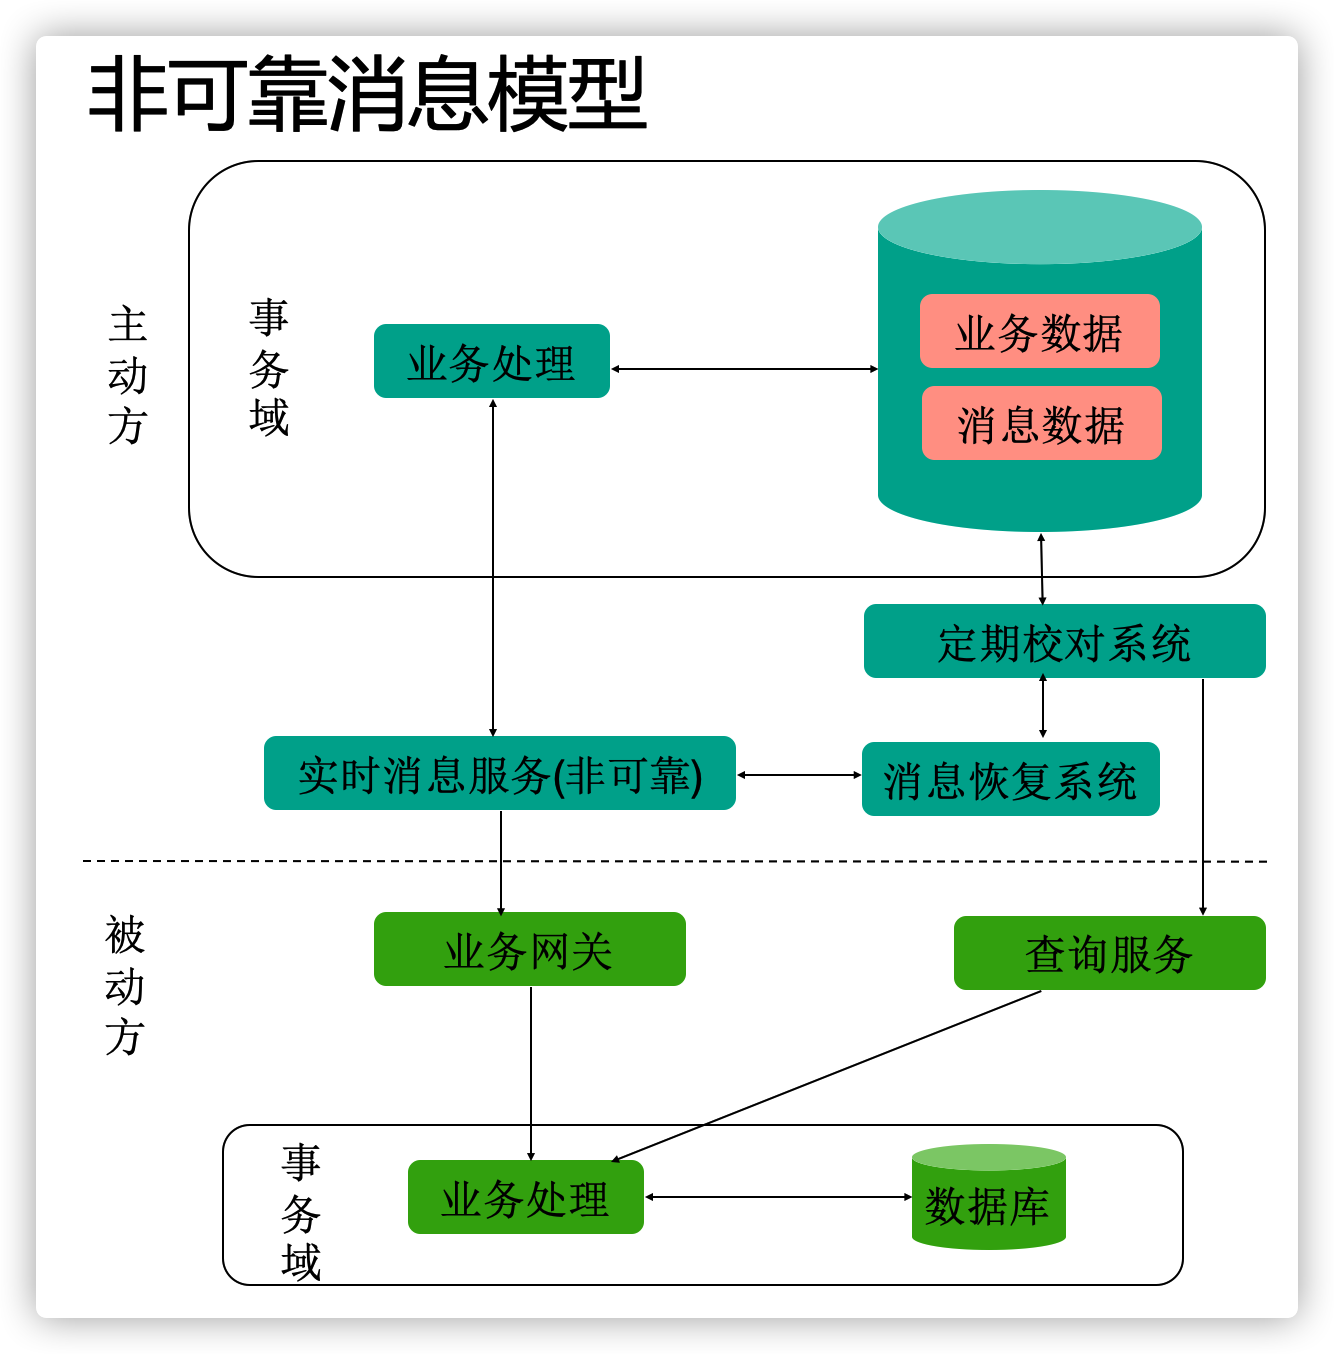 非可靠消息模型
主动方
事务域
业务处理
业务数据
消息数据
定期校对系统
实时消息服务(非可靠)
消息恢复系统
被动方
业务网关
查询服务
事务域
业务处理
数据库